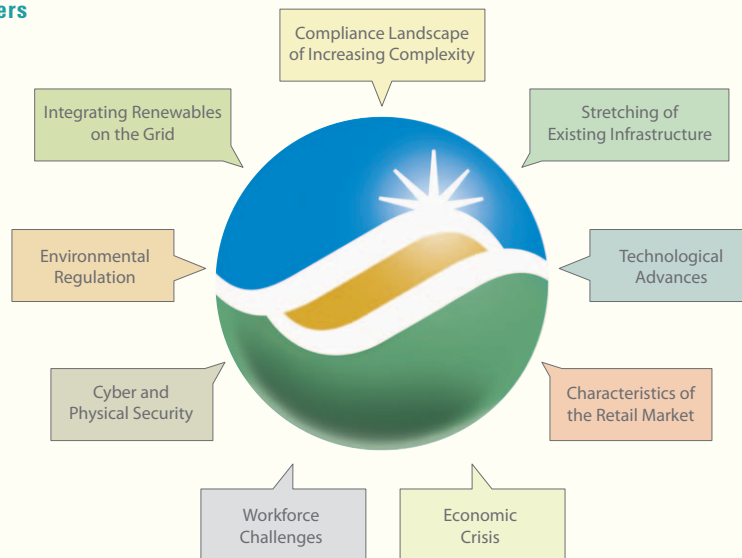 ers
Compliance Landscape
of Increasing Complexity
Integrating Renewables
on the Grid
Stretching of
Existing Infrastructure
Environmental
Regulation
Technological
Advances
Cyber and
Physical Security
Characteristics of
the Retail Market
Workforce
Challenges
Economic
Crisis